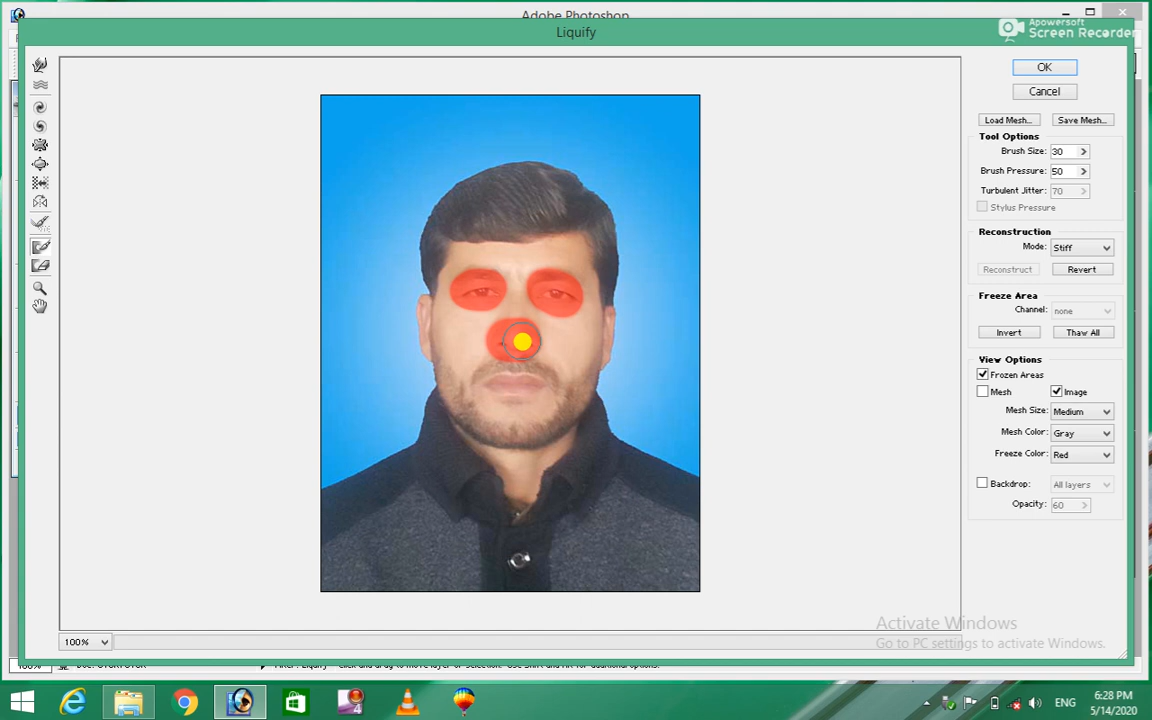 Adobe Photoshop
Apowersoft
Screen Recorder
Liquify
OK
Cancel
Load Mesh...
Save Mesh...
Tool Options
Brush Size: 30
Brush Pressure: 50
Turbulent Jitter: 70
Stylus Pressure
Reconstruction
Mode: Stiff
Reconstruct
Revert
Freeze Area
Channel: none
Invert
Thaw All
View Options
Frozen Areas
Mesh
Image
Mesh Size: Medium
Mesh Color: Gray
Freeze Color: Red
Backdrop: All layers
Opacity: 60
Activate Windows
Go to PC settings to activate Windows.
100%
4
ENG
6:28 PM
5/14/2020